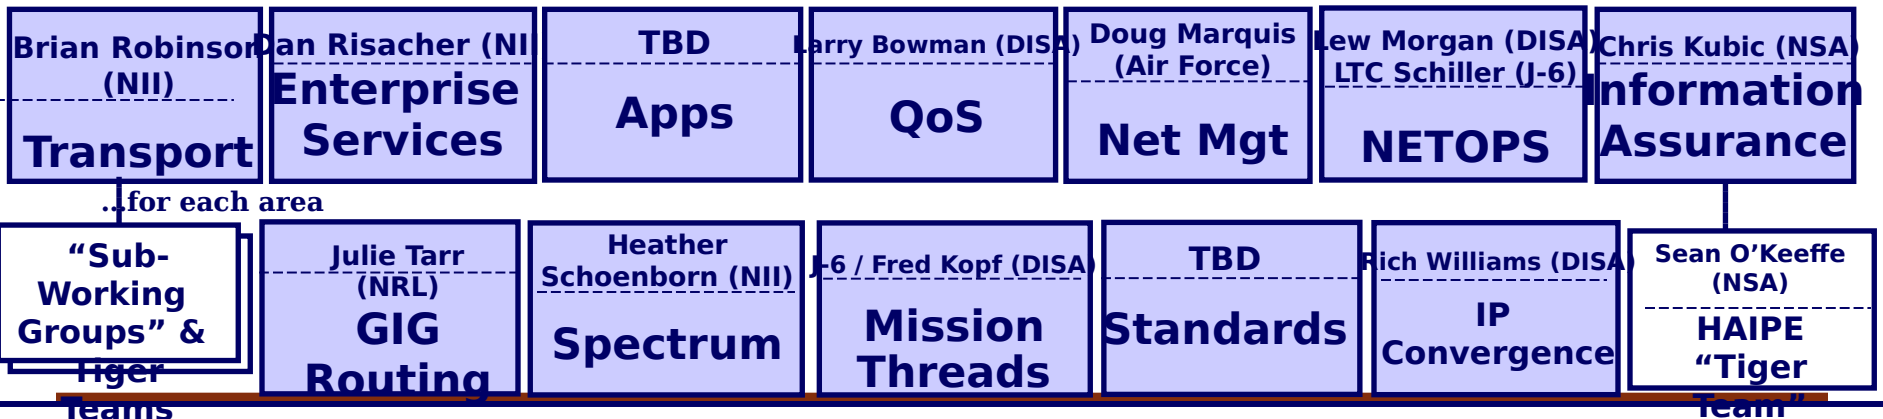 Brian Robinson
(NII)
Transport
Dan Risacher (NII
Enterprise
Services
TBD
Apps
Larry Bowman (DISA)
QoS
Doug Marquis
(Air Force)
Net Mgt
Lew Morgan (DISA)
LTC Schiller (J-6)
NETOPS
Chris Kubic (NSA)
Information
Assurance
...for each area
“Sub-
Working
Groups” &
Tiger
Teams
Julie Tarr
(NRL)
GIG
Routing
Heather
Schoenborn (NII)
Spectrum
J-6 / Fred Kopf (DISA)
Mission
Threads
TBD
Standards
Rich Williams (DISA)
IP
Convergence
Sean O’Keeffe
(NSA)
HAIPE
“Tiger
Team”